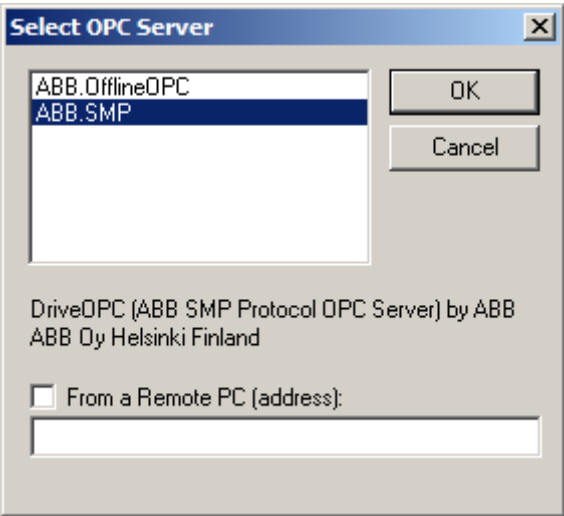 Select OPC Server
ABB.OfflineOPC
ABB.SMP
OK
Cancel
DriveOPC (ABB SMP Protocol OPC Server) by ABB
ABB Oy Helsinki Finland
From a Remote PC (address):